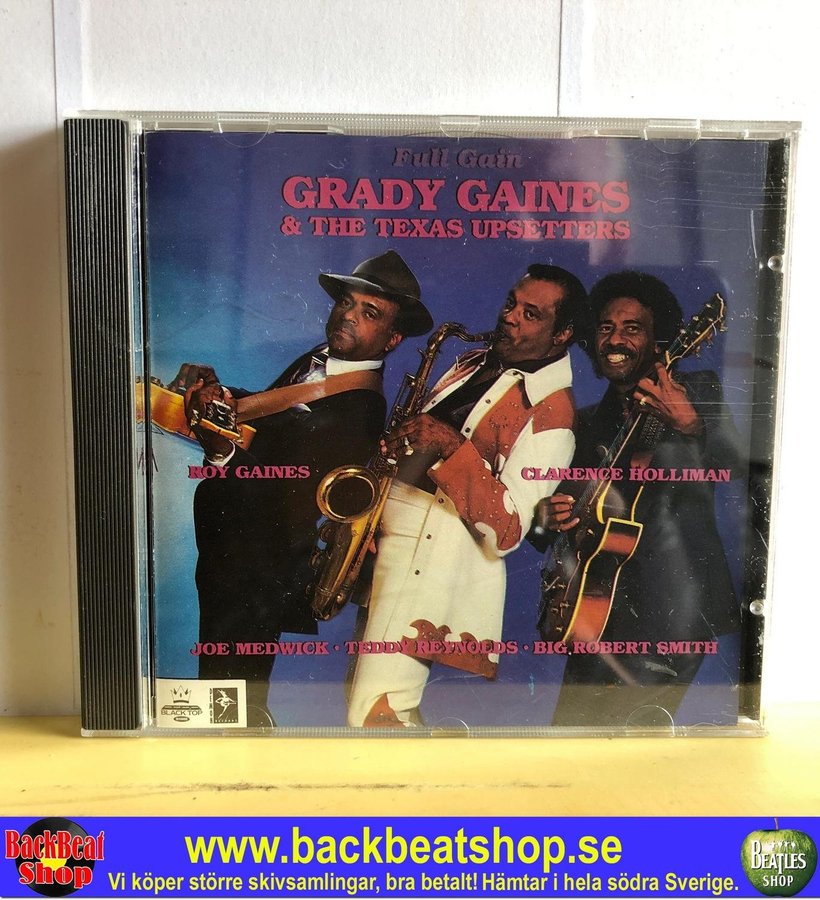 Full Gain
GRADY GAINES
& THE TEXAS UPSETTERS
ROY GAINES
CLARENCE HOLLIMAN
JOE MEDWICK · TEDDY REYNOLDS · BIG ROBERT SMITH
BLACK TOP
BackBeat
Shop
www.backbeatshop.se
Vi köper större skivsamlingar, bra betalt! Hämtar i hela södra Sverige.
BEATLES
SHOP